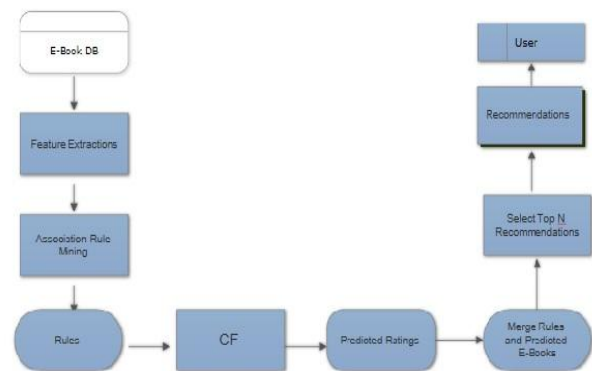 E-Book DB
Feature Extractions
Association Rule
Mining
Rules
CF
Predicted Ratings
Merge Rules
and Predicted
E-Books
Select Top N
Recommendations
Recommendations
User